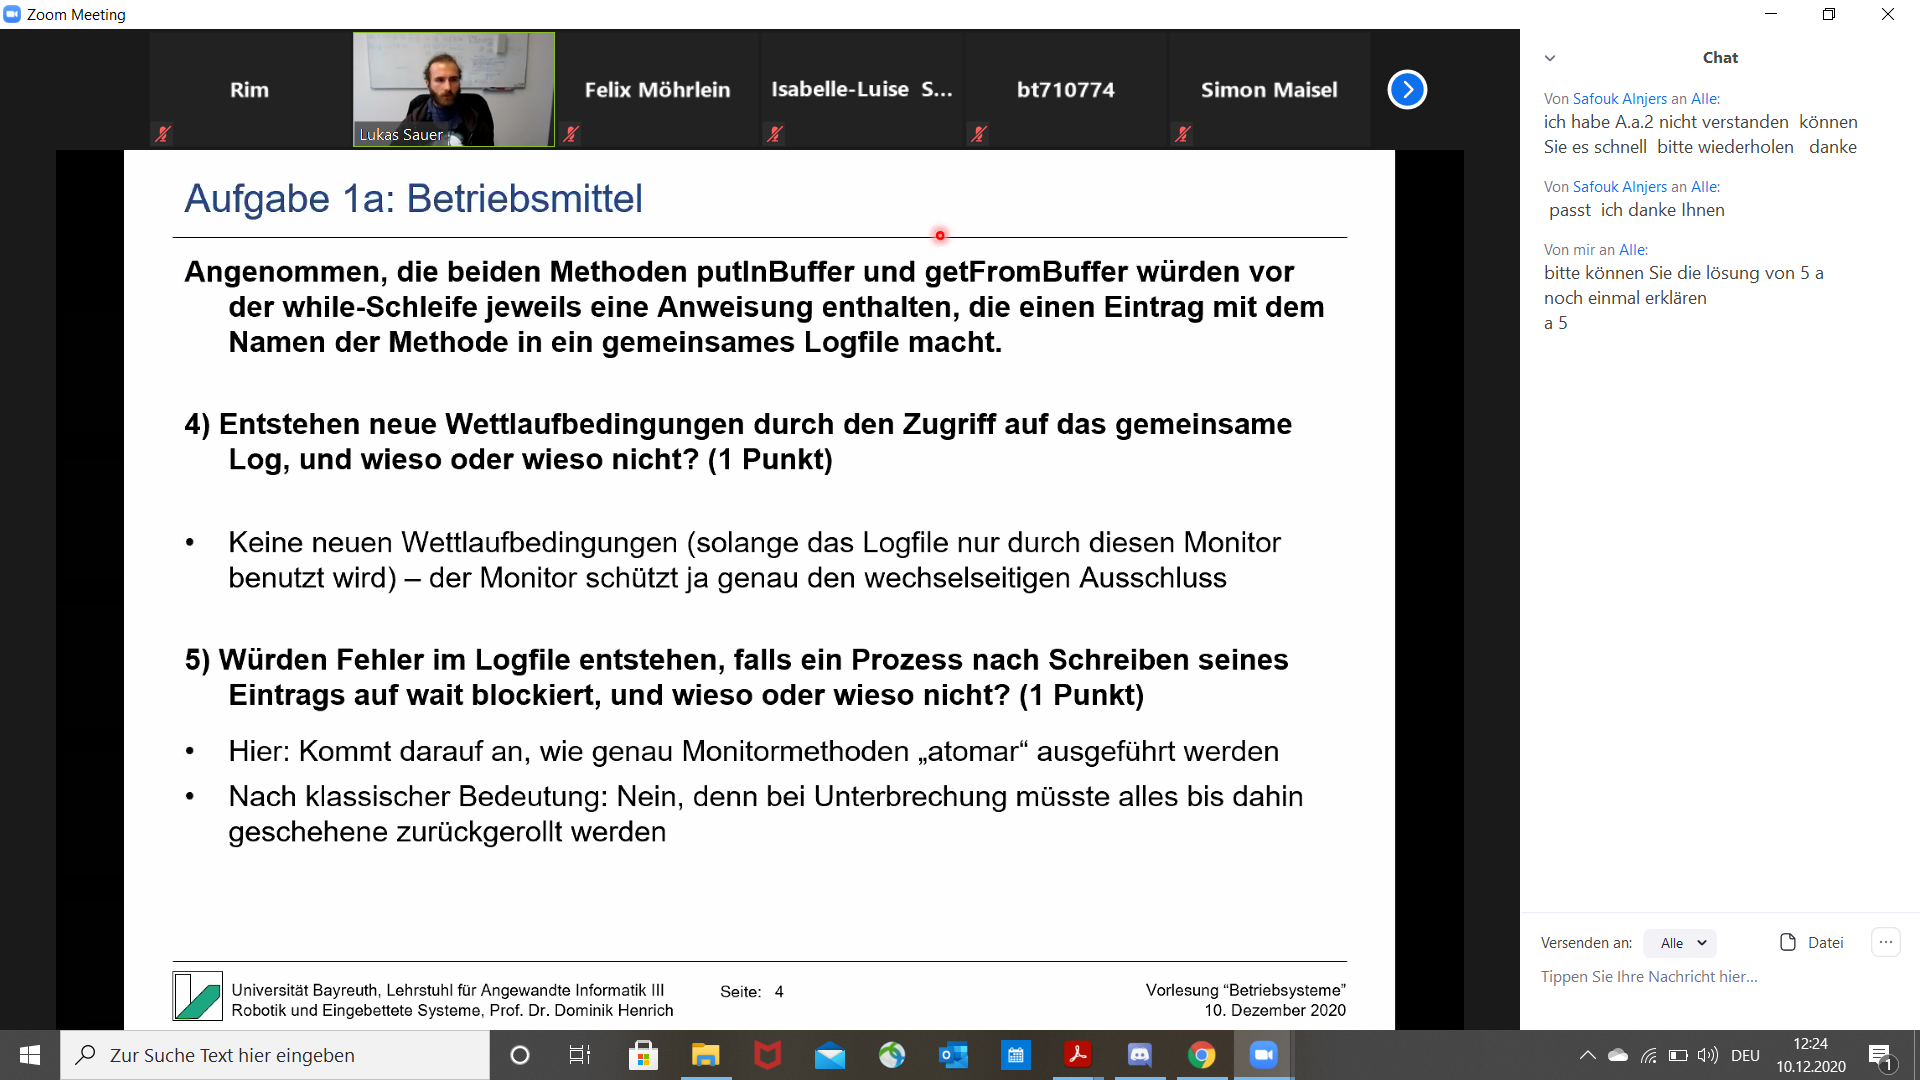 Zoom Meeting
Rim
Lukas Sauer
Felix Möhrlein
Isabelle-Luise S...
bt710774
Simon Maisel
Aufgabe 1a: Betriebsmittel
Angenommen, die beiden Methoden putInBuffer und getFromBuffer würden vor
der while-Schleife jeweils eine Anweisung enthalten, die einen Eintrag mit dem
Namen der Methode in ein gemeinsames Logfile macht.
4) Entstehen neue Wettlaufbedingungen durch den Zugriff auf das gemeinsame
Log, und wieso oder wieso nicht? (1 Punkt)
• Keine neuen Wettlaufbedingungen (solange das Logfile nur durch diesen Monitor
benutzt wird) – der Monitor schützt ja genau den wechselseitigen Ausschluss
5) Würden Fehler im Logfile entstehen, falls ein Prozess nach Schreiben seines
Eintrags auf wait blockiert, und wieso oder wieso nicht? (1 Punkt)
• Hier: Kommt darauf an, wie genau Monitormethoden „atomar“ ausgeführt werden
• Nach klassischer Bedeutung: Nein, denn bei Unterbrechung müsste alles bis dahin
geschehene zurückgerollt werden
Universität Bayreuth, Lehrstuhl für Angewandte Informatik III
Robotik und Eingebettete Systeme, Prof. Dr. Dominik Henrich
Seite: 4
Vorlesung “Betriebsysteme”
10. Dezember 2020
Chat
Von Safouk Alnjers an Alle:
ich habe A.a.2 nicht verstanden können
Sie es schnell bitte wiederholen danke
Von Safouk Alnjers an Alle:
passt ich danke Ihnen
Von mir an Alle:
bitte können Sie die lösung von 5 a
noch einmal erklären
a 5
Versenden an: Alle
Datei
...
Tippen Sie Ihre Nachricht hier...
Zur Suche Text hier eingeben
DEU
12:24
10.12.2020
1